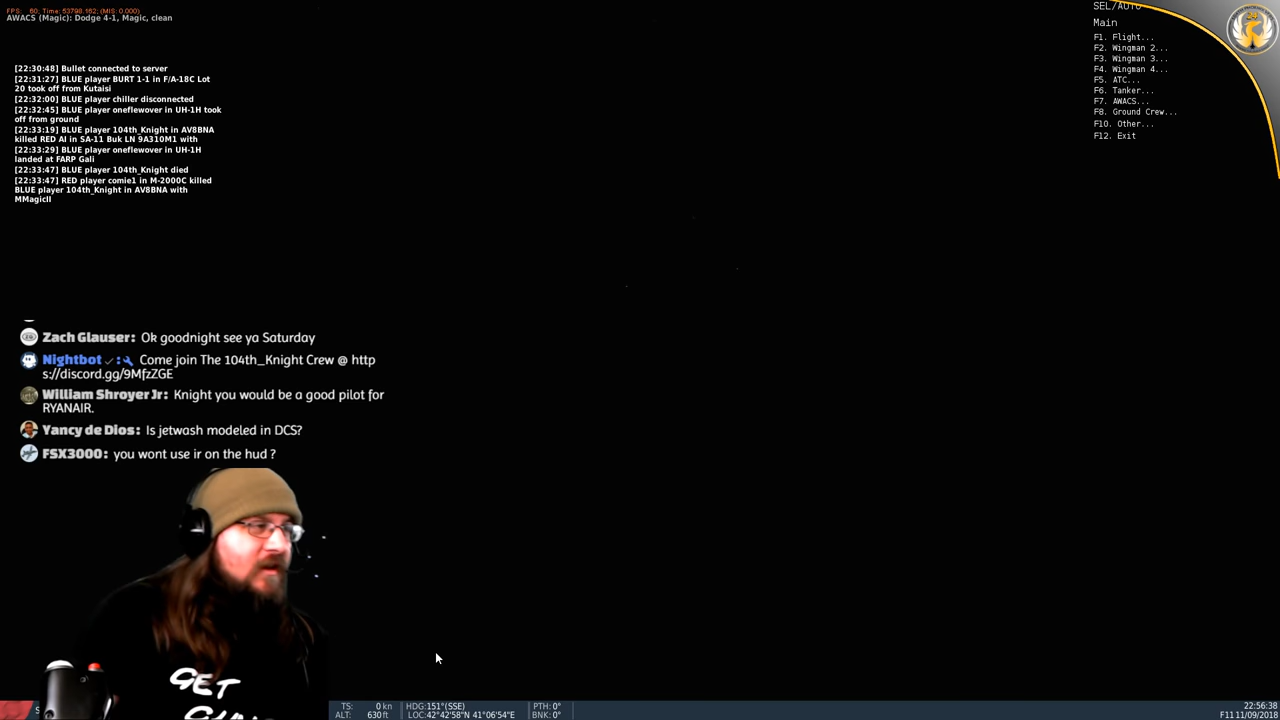 FPS: 60; Time: 53798.162; (MIS: 0.000)
AWACS (Magic): Dodge 4-1, Magic, clean
[22:30:48] Bullet connected to server
[22:31:27] BLUE player BURT 1-1 in F/A-18C Lot
20 took off from Kutaisi
[22:32:00] BLUE player chiller disconnected
[22:32:45] BLUE player oneflewover in UH-1H took
off from ground
[22:33:19] BLUE player 104th_Knight in AV8BNA
killed RED AI in SA-11 Buk LN 9A310M1 with
[22:33:29] BLUE player oneflewover in UH-1H
landed at FARP Gali
[22:33:47] BLUE player 104th_Knight died
[22:33:47] RED player comie1 in M-2000C killed
BLUE player 104th_Knight in AV8BNA with
MMagicII
SEL/AUTO
Main
F1. Flight...
F2. Wingman 2...
F3. Wingman 3...
F4. Wingman 4...
F5. ATC...
F6. Tanker...
F7. AWACS...
F8. Ground Crew...
F10. Other...
F12. Exit
Zach Glauser: Ok goodnight see ya Saturday
Nightbot: Come join The 104th_Knight Crew @ http
s://discord.gg/9MfzZGE
William Shroyer Jr: Knight you would be a good pilot for
RYANAIR.
Yancy de Dios: Is jetwash modeled in DCS?
FSX3000: you wont use ir on the hud ?
GET
TS: 0 kn HDG:151°(SSE) PTH: 0° 22:56:38
ALT: 630 ft LOC:42°42'58"N 41°06'54"E BNK: 0° F11 11/09/2018